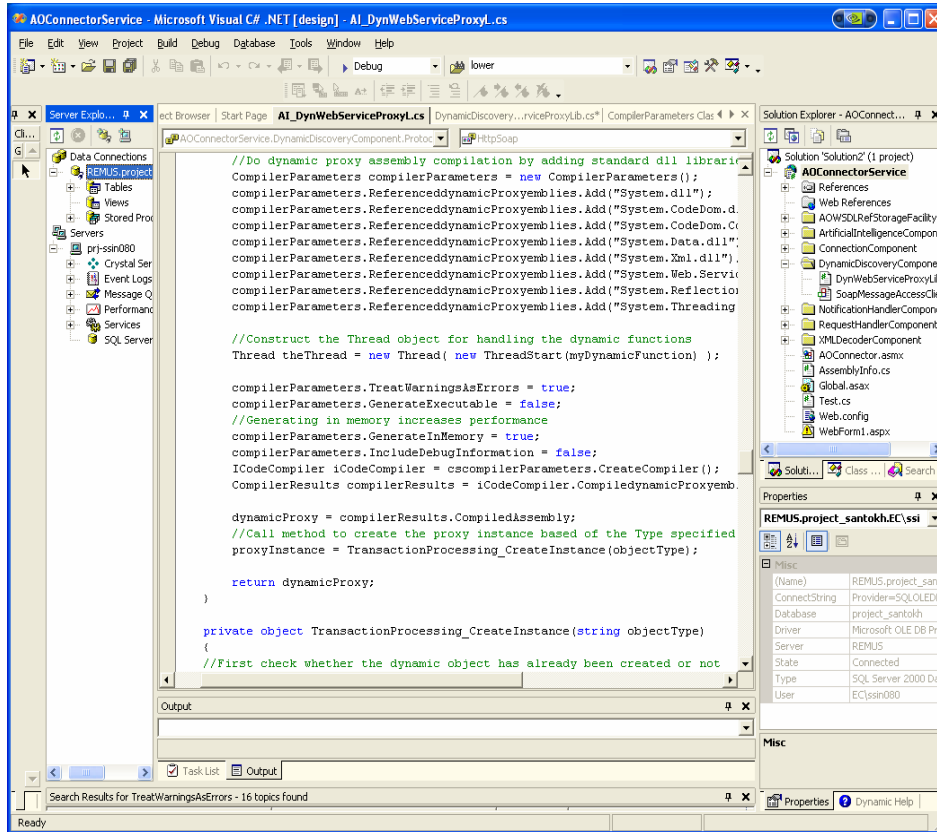 AOConnectorService - Microsoft Visual C# .NET [design] - AI_DynWebServiceProxyL.cs
File Edit View Project Build Debug Database Tools Window Help
Debug lower
Cli...
G
Server Explo...
Data Connections
REMUS.project
Tables
Views
Stored Proc
Servers
prj-ssin080
Crystal Ser
Event Logs
Message Q
Performanc
Services
SQL Server
ect Browser | Start Page AI_DynWebServiceProxyL.cs DynamicDiscovery...rviceProxyLib.cs* | CompilerParameters Clas
AOConnectorService.DynamicDiscoveryComponent.Protoc HttpSoap
//Do dynamic proxy assembly compilation by adding standard dll librarie
CompilerParameters compilerParameters = new CompilerParameters();
compilerParameters.ReferenceddynamicProxyemblies.Add("System.dll");
compilerParameters.ReferenceddynamicProxyemblies.Add("System.CodeDom.d
compilerParameters.ReferenceddynamicProxyemblies.Add("System.CodeDom.Co
compilerParameters.ReferenceddynamicProxyemblies.Add("System.Data.dll"
compilerParameters.ReferenceddynamicProxyemblies.Add("System.Xml.dll")
compilerParameters.ReferenceddynamicProxyemblies.Add("System.Web.Servic
compilerParameters.ReferenceddynamicProxyemblies.Add("System.Reflection
compilerParameters.ReferenceddynamicProxyemblies.Add("System.Threading
//Construct the Thread object for handling the dynamic functions
Thread theThread = new Thread( new ThreadStart(myDynamicFunction) );
compilerParameters.TreatWarningsAsErrors = true;
compilerParameters.GenerateExecutable = false;
//Generating in memory increases performance
compilerParameters.GenerateInMemory = true;
compilerParameters.IncludeDebugInformation = false;
ICodeCompiler iCodeCompiler = cscompilerParameters.CreateCompiler();
CompilerResults compilerResults = iCodeCompiler.CompiledynamicProxyemb
dynamicProxy = compilerResults.CompiledAssembly;
//Call method to create the proxy instance based of the Type specified
proxyInstance = TransactionProcessing_CreateInstance(objectType);
return dynamicProxy;
}
private object TransactionProcessing_CreateInstance(string objectType)
{
//First check whether the dynamic object has already been created or not
Output
Task List Output
Search Results for TreatWarningsAsErrors - 16 topics found
Ready
Solution Explorer - AOConnect...
Solution 'Solution2' (1 project)
AOConnectorService
References
Web References
AOWSDLRefStorageFacility
ArtificialIntelligenceCompon
ConnectionComponent
DynamicDiscoveryCompone
DynWebServiceProxyLi
SoapMessageAccessClie
NotificationHandlerCompon
RequestHandlerComponent
XMLDecoderComponent
AOConnector.asmx
AssemblyInfo.cs
Global.asax
Test.cs
Web.config
WebForm1.aspx
Soluti... Class ... Search
Properties
REMUS.project_santokh.EC\ssi
Misc
(Name) REMUS.project_san
ConnectString Provider=SQLOLED
Database project_santokh
Driver Microsoft OLE DB Pr
Server REMUS
State Connected
Type SQL Server 2000 Da
User EC\ssin080
Misc
Properties Dynamic Help